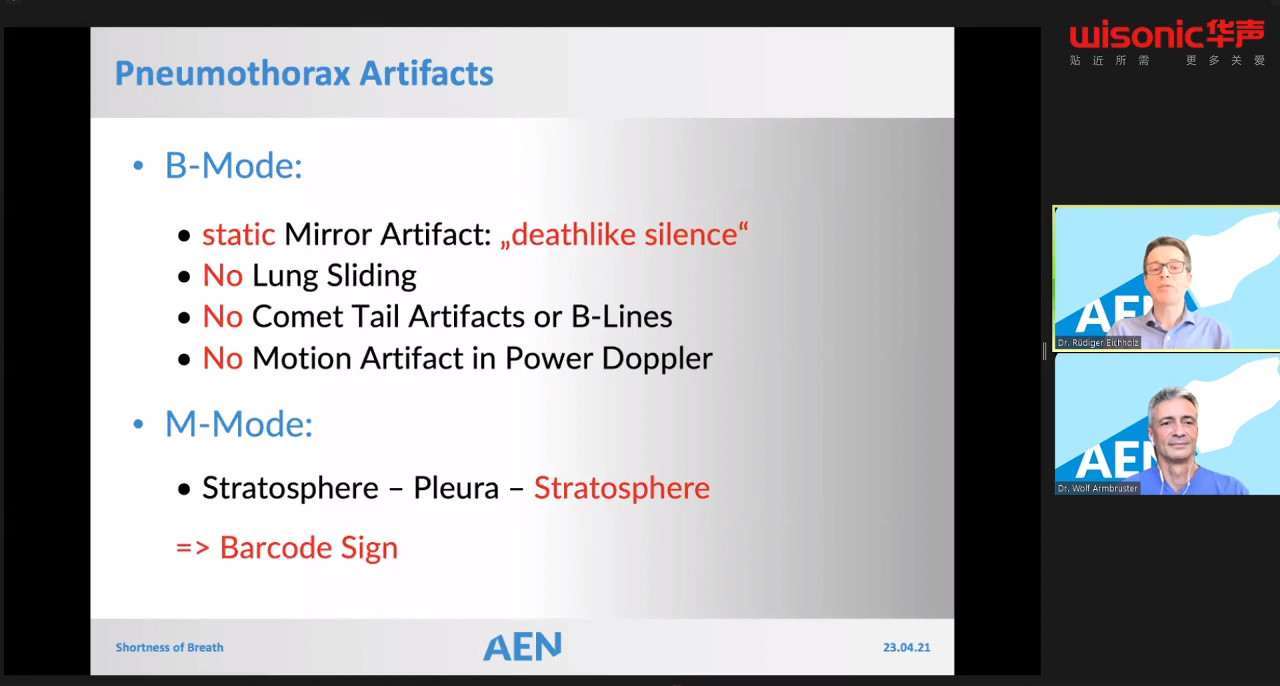 Pneumothorax Artifacts
• B-Mode:
• static Mirror Artifact: „deathlike silence“
• No Lung Sliding
• No Comet Tail Artifacts or B-Lines
• No Motion Artifact in Power Doppler
• M-Mode:
• Stratosphere – Pleura – Stratosphere
=> Barcode Sign
Shortness of Breath
AEN
23.04.21
wisonic华声
贴近所需 更多关爱
AEN
Dr. Rüdiger Eichholz
AEN
Dr. Wolf Armbruster